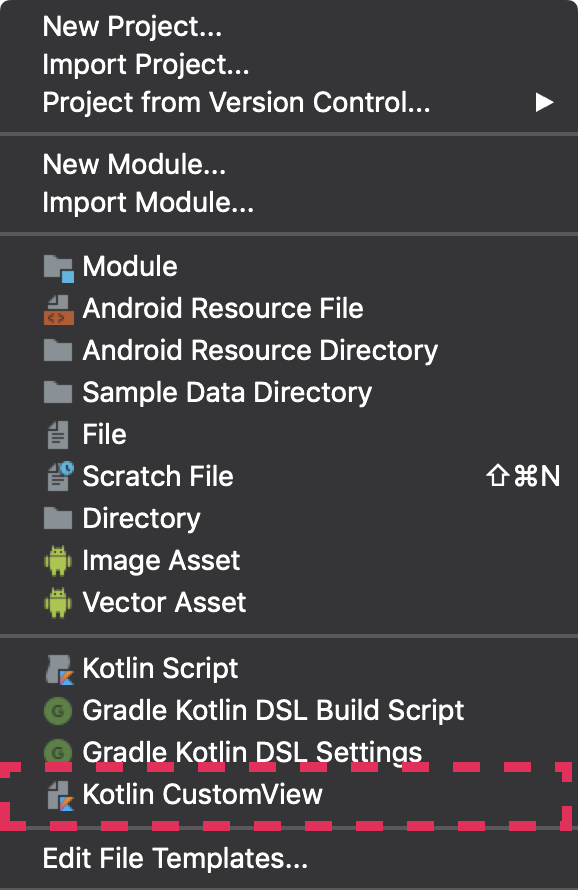 New Project...
Import Project...
Project from Version Control...
New Module...
Import Module...
Module
Android Resource File
Android Resource Directory
Sample Data Directory
File
Scratch File ⇧⌘N
Directory
Image Asset
Vector Asset
Kotlin Script
G Gradle Kotlin DSL Build Script
G Gradle Kotlin DSL Settings
Kotlin CustomView
Edit File Templates...